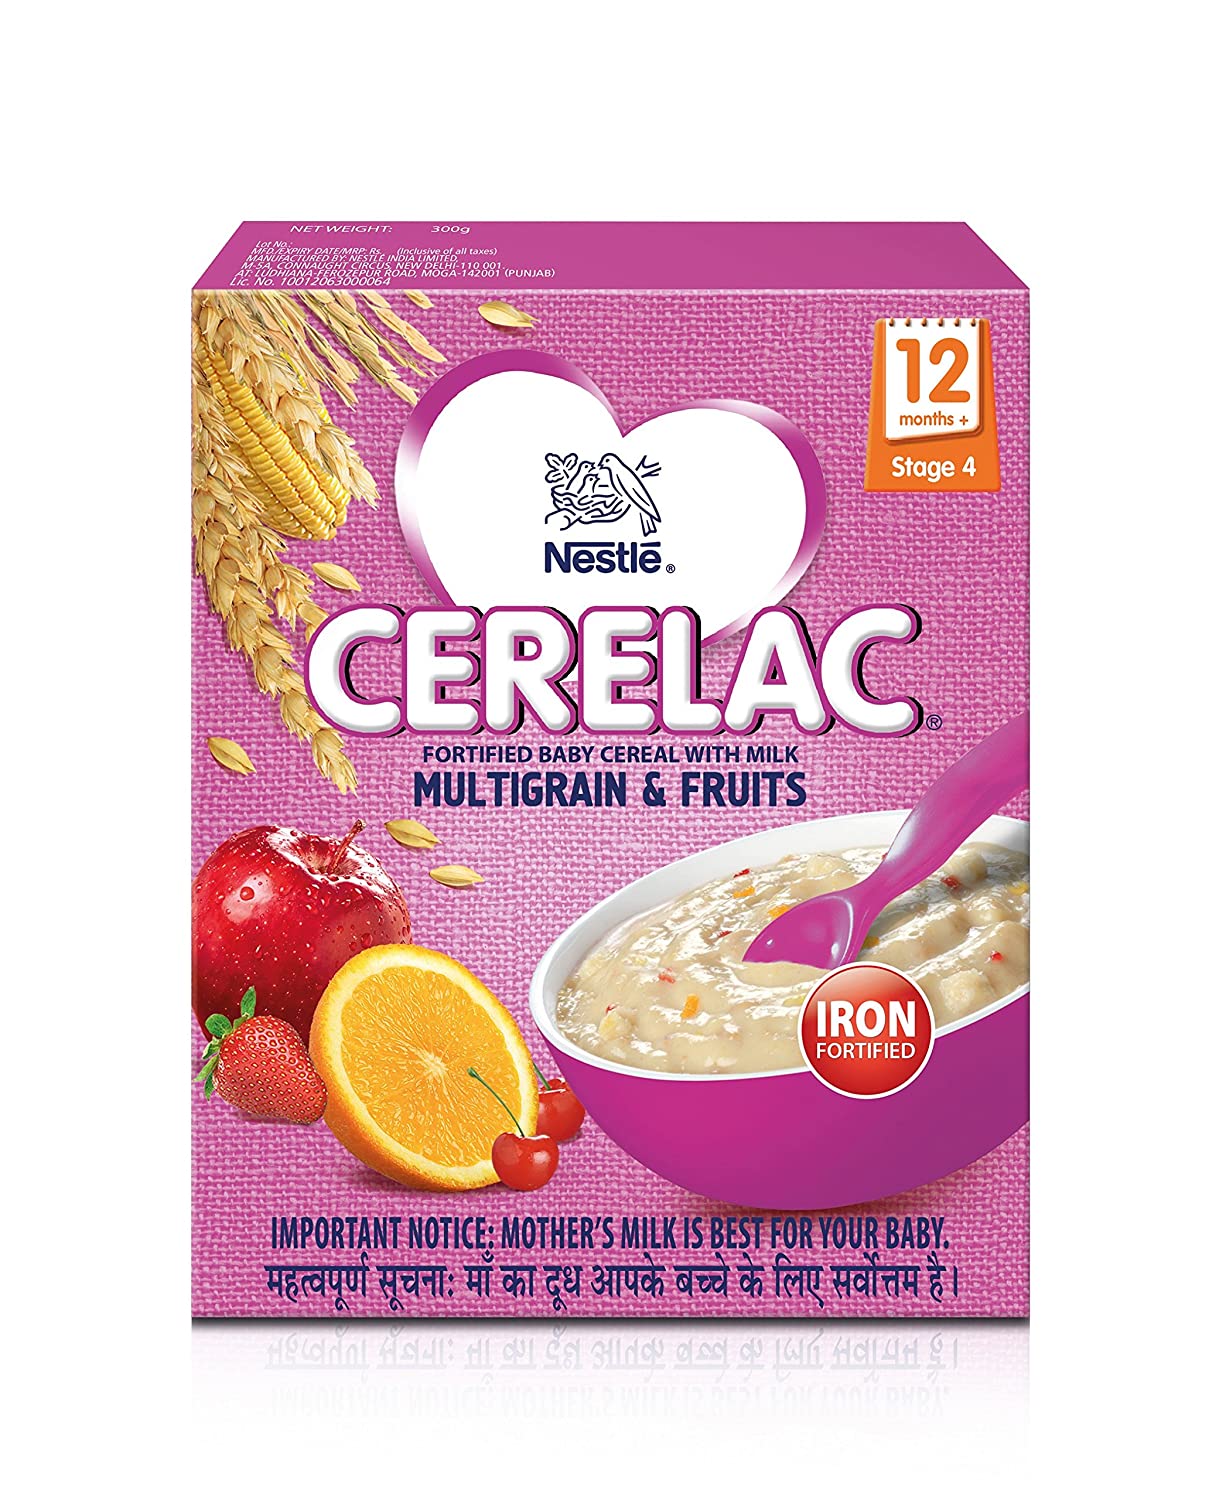 NET WEIGHT: 300g
Lot No.:
MFD./EXPIRY DATE/MRP: Rs. (Inclusive of all taxes)
MANUFACTURED BY: NESTLÉ INDIA LIMITED.
M-5A, CONNAUGHT CIRCUS, NEW DELHI-110 001.
AT: LUDHIANA-FEROZEPUR ROAD, MOGA-142001 (PUNJAB)
Lic. No. 10012063000064
12
months +
Stage 4
Nestlé®
CERELAC®
FORTIFIED BABY CEREAL WITH MILK
MULTIGRAIN & FRUITS
IRON
FORTIFIED
IMPORTANT NOTICE: MOTHER'S MILK IS BEST FOR YOUR BABY.
महत्वपूर्ण सूचना: माँ का दूध आपके बच्चे के लिए सर्वोत्तम है।